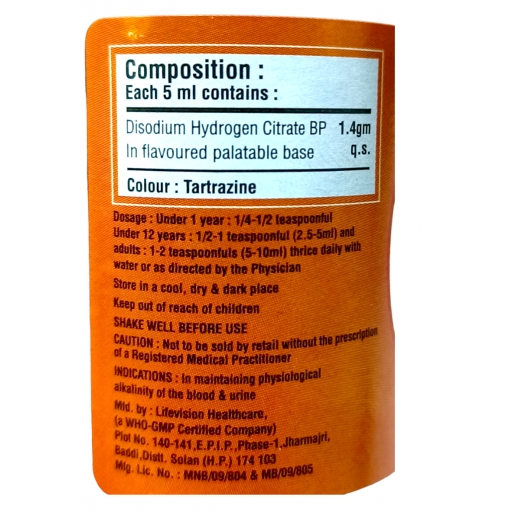 Composition :
Each 5 ml contains :
Disodium Hydrogen Citrate BP 1.4gm
In flavoured palatable base q.s.
Colour : Tartrazine
Dosage : Under 1 year : 1/4-1/2 teaspoonful
Under 12 years : 1/2-1 teaspoonful (2.5-5ml) and
adults : 1-2 teaspoonfuls (5-10ml) thrice daily with
water or as directed by the Physician
Store in a cool, dry & dark place
Keep out of reach of children
SHAKE WELL BEFORE USE
CAUTION : Not to be sold by retail without the prescription
of a Registered Medical Practitioner
INDICATIONS : In maintaining physiological
alkalinity of the blood & urine
Mfd. by : Lifevision Healthcare,
(a WHO-GMP Certified Company)
Plot No. 140-141,E.P.I.P.,Phase-1,Jharmajri,
Baddi,Distt. Solan (H.P.) 174 103
Mfg. Lic. No. : MNB/09/804 & MB/09/805